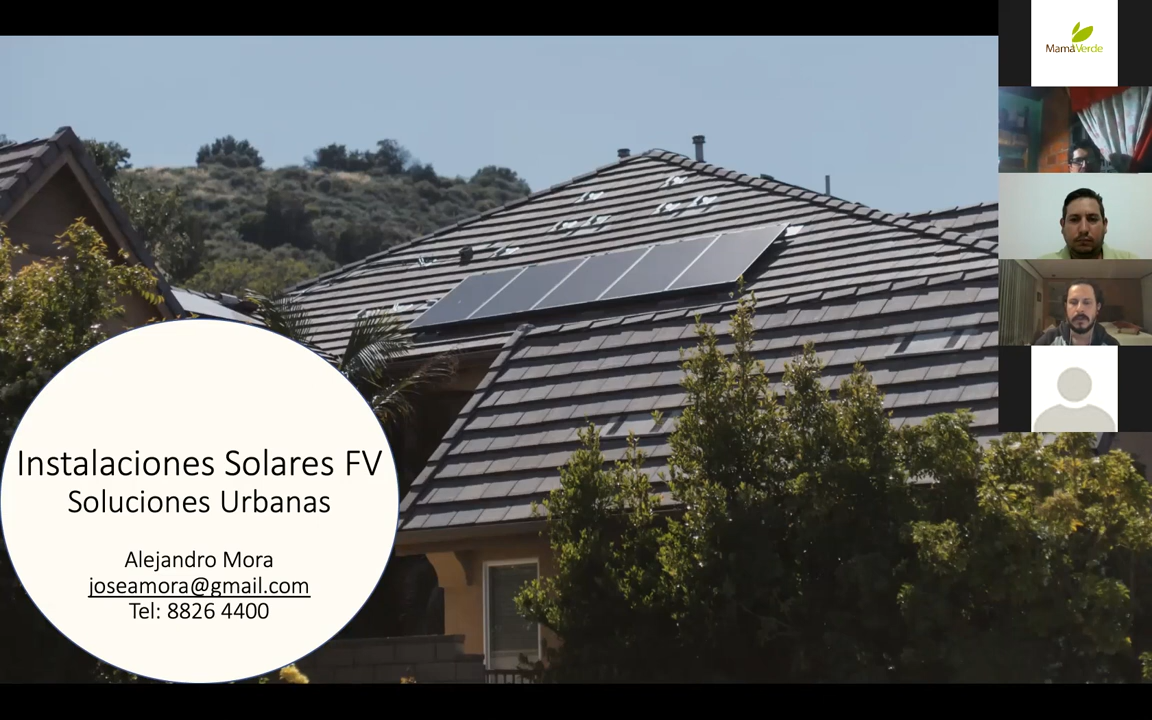 MamáVerde
Instalaciones Solares FV
Soluciones Urbanas
Alejandro Mora
joseamora@gmail.com
Tel: 8826 4400